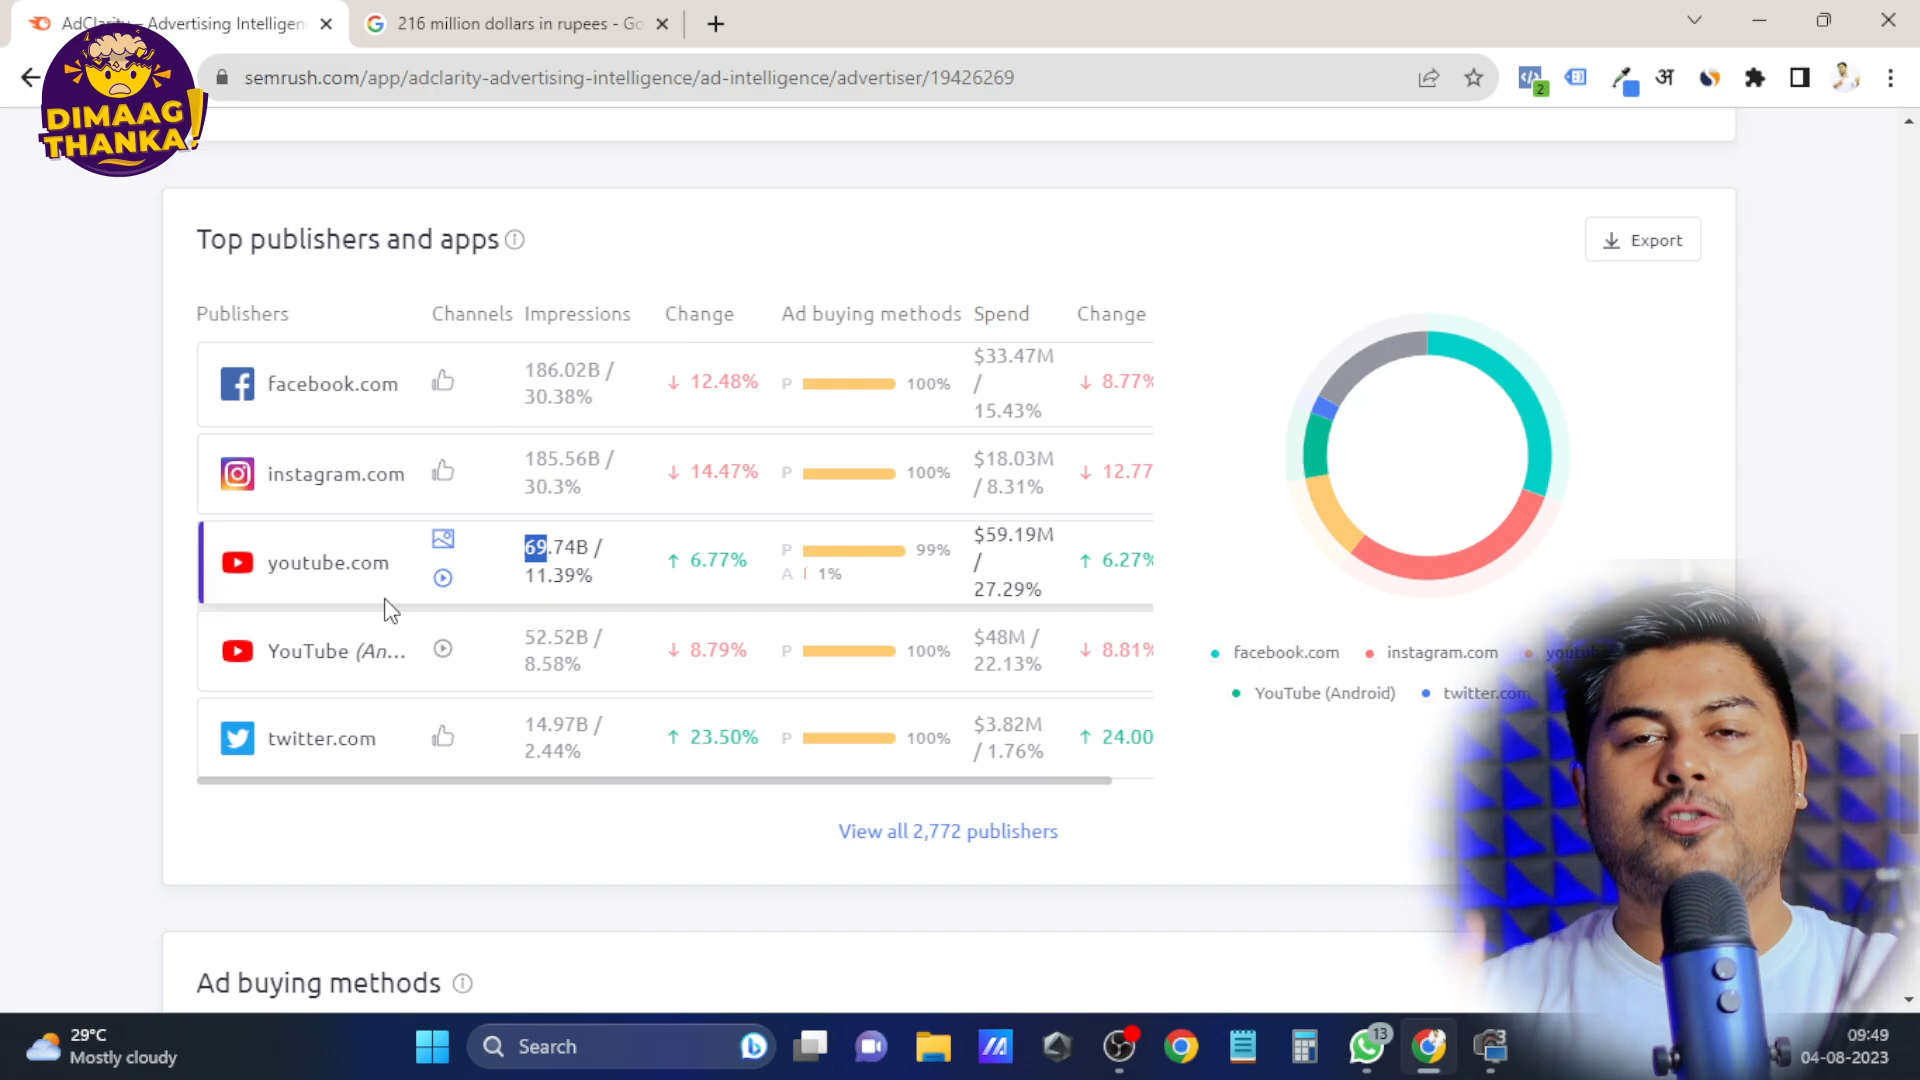 AdClarity – Advertising Intelligen
216 million dollars in rupees - Go
semrush.com/app/adclarity-advertising-intelligence/ad-intelligence/advertiser/19426269
2
अ
DIMAAG
THANKA!
Top publishers and apps
Export
Publishers Channels Impressions Change Ad buying methods Spend Change
facebook.com 186.02B / 30.38% ↓ 12.48% P 100% $33.47M / 15.43% ↓ 8.77%
instagram.com 185.56B / 30.3% ↓ 14.47% P 100% $18.03M / 8.31% ↓ 12.77
youtube.com 69.74B / 11.39% ↑ 6.77% P 99% A 1% $59.19M / 27.29% ↑ 6.27%
YouTube (An... 52.52B / 8.58% ↓ 8.79% P 100% $48M / 22.13% ↓ 8.81%
twitter.com 14.97B / 2.44% ↑ 23.50% P 100% $3.82M / 1.76% ↑ 24.00
facebook.com instagram.com youtube
YouTube (Android) twitter.com
View all 2,772 publishers
Ad buying methods
29°C
Mostly cloudy
Search
13
3
09:49
04-08-2023